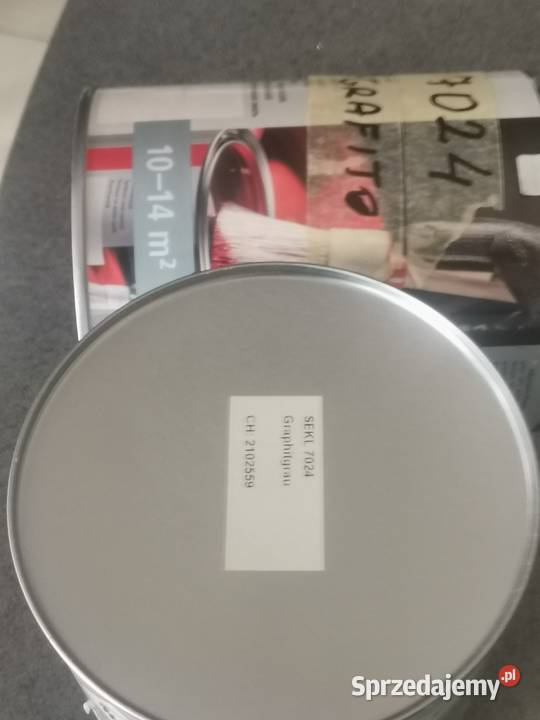 7024
GRAFITO
10–14 m²
SEKL 7024
Graphitgrau
CH: 2102559
Sprzedajemy.pl